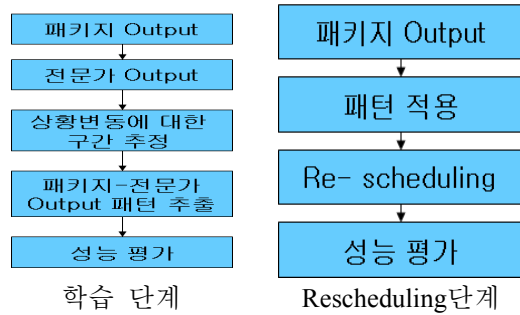 패키지 Output
전문가 Output
상황변동에 대한
구간 추정
패키지-전문가
Output 패턴 추출
성능 평가
학습 단계
패키지 Output
패턴 적용
Re- scheduling
성능 평가
Rescheduling단계